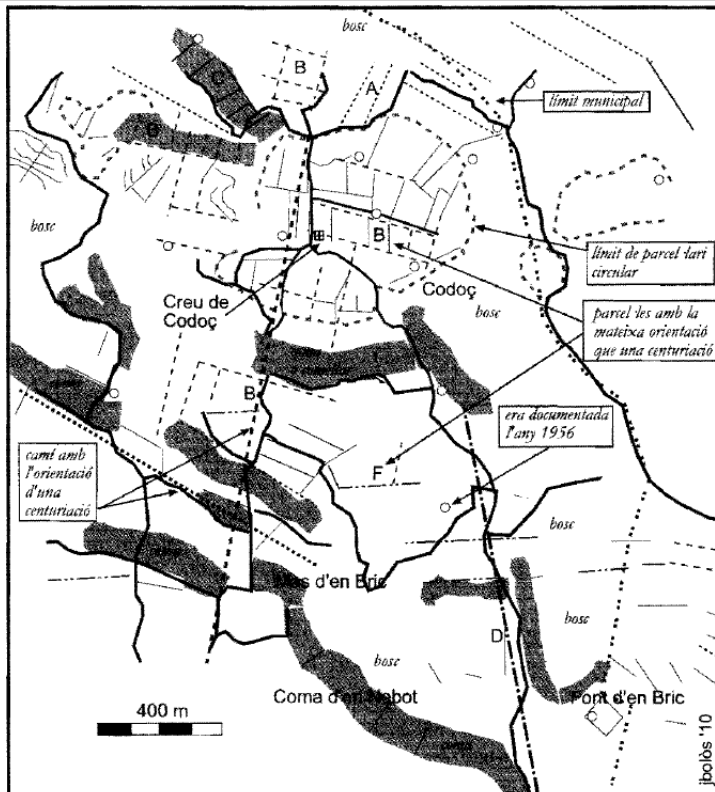 bosc
B
C
A
límit municipal
bosc
B
límit de parcel·lari
circular
Creu de
Codoç
Codoç
bosc
parcel·les amb la
mateixa orientació
que una centuriació
B
era documentada
l'any 1956
camí amb
l'orientació
d'una
centuriació
F
bosc
Mas d'en Bric
D
bosc
bosc
Coma d'en Nabot
Font d'en Bric
400 m
jbolòs '10